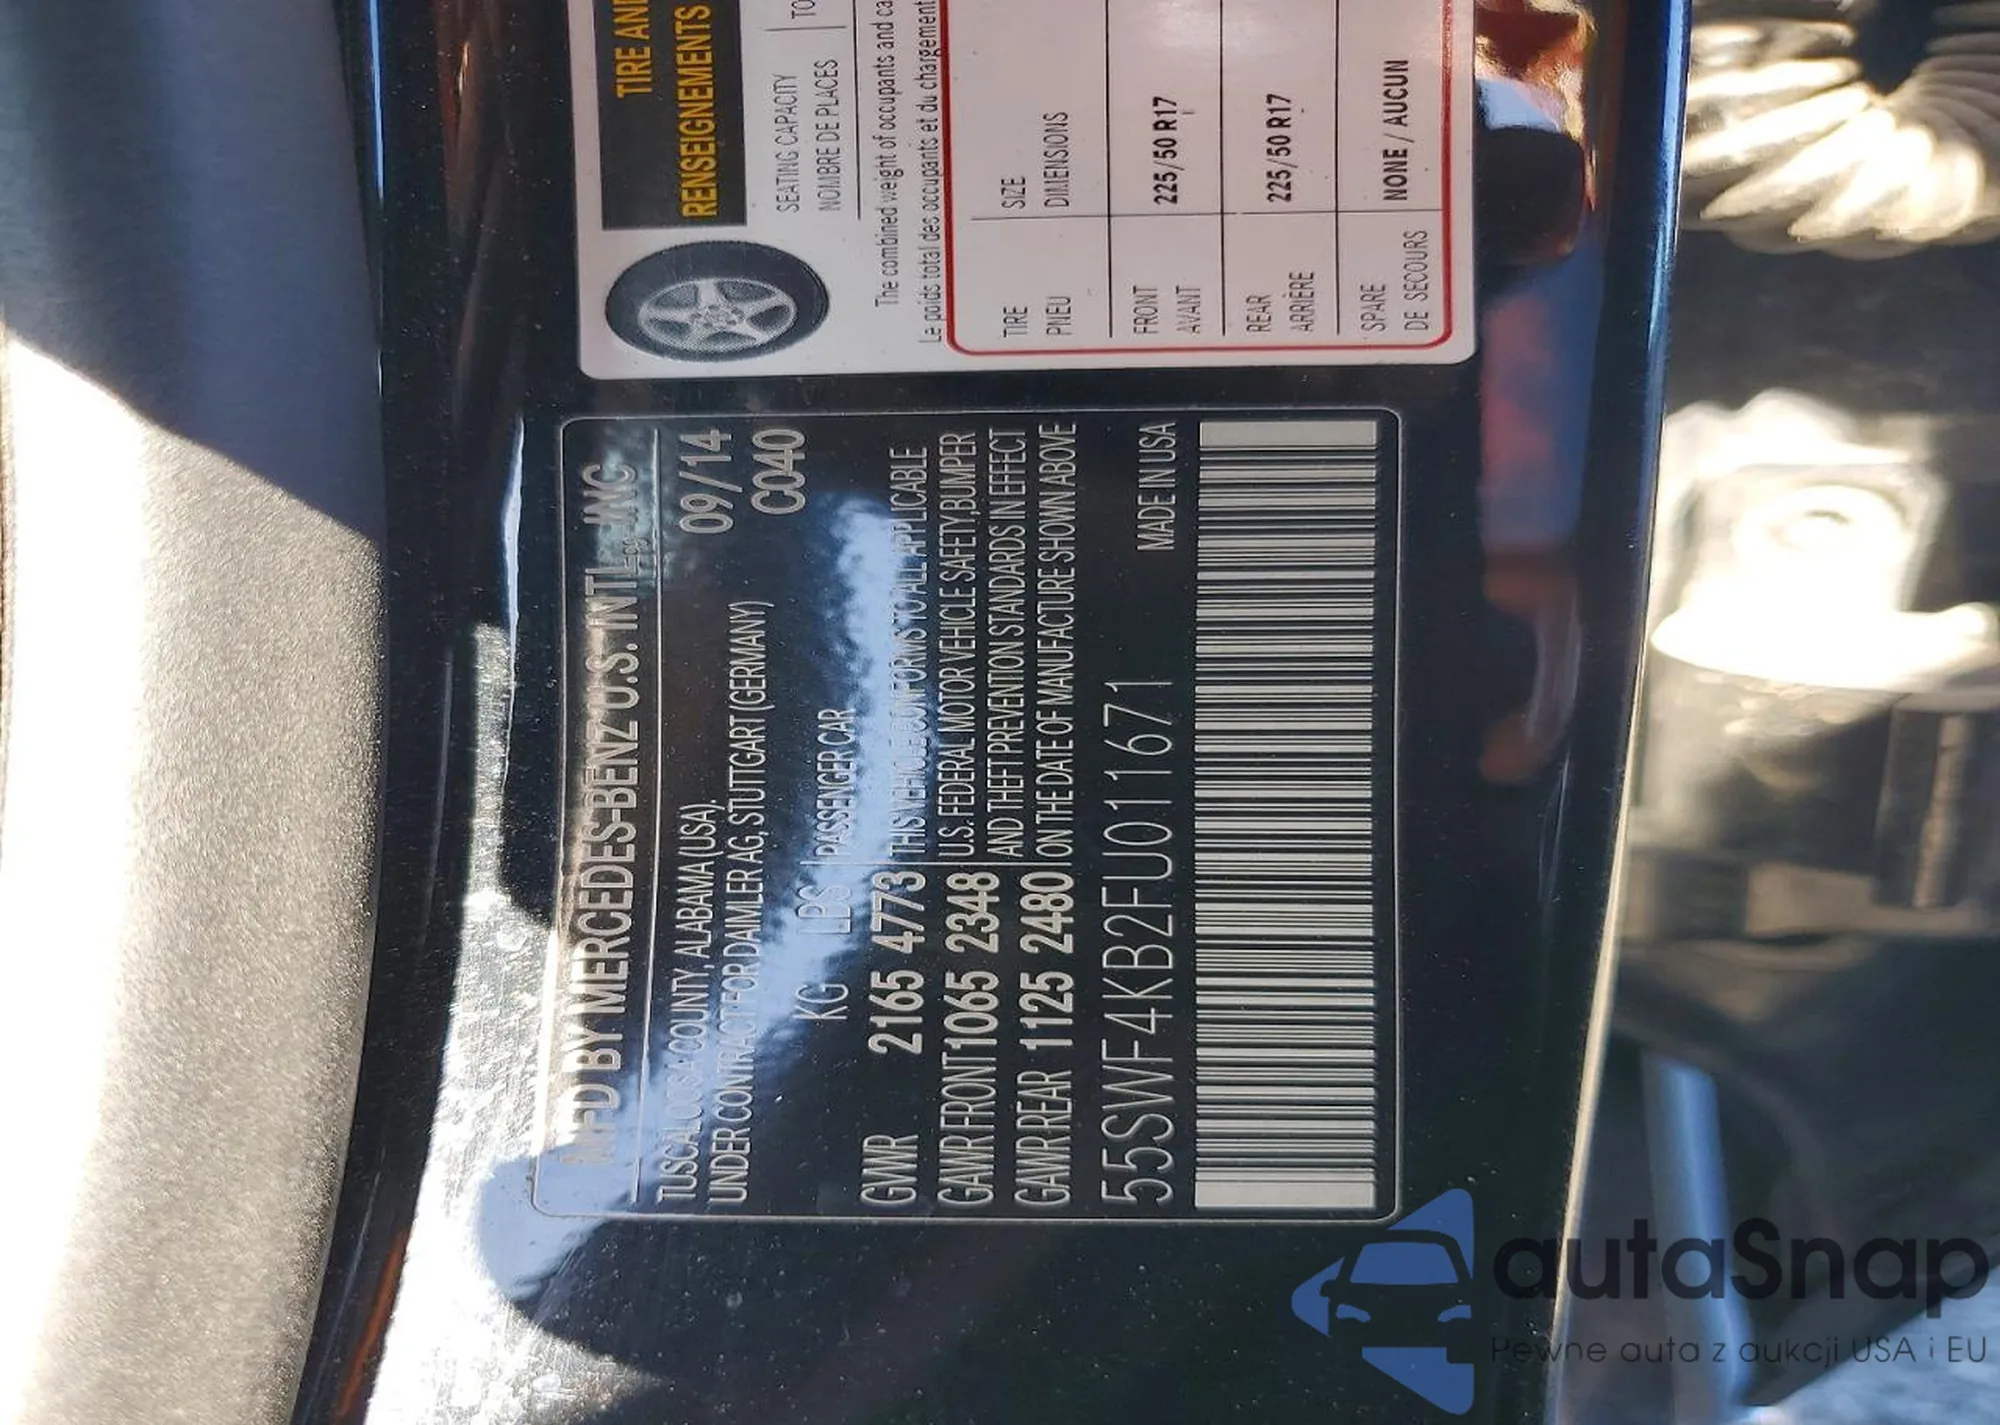 MFD BY MERCEDES-BENZ U.S. INT'L INC
TUSCALOOSA COUNTY, ALABAMA (USA). 09/14
UNDER CONTRACT FOR DAIMLER AG, STUTTGART (GERMANY) C040
KG LBS PASSENGER CAR
GVWR 2165 4773 THIS VEHICLE CONFORMS TO ALL APPLICABLE
GAWR FRONT 1065 2348 U.S. FEDERAL MOTOR VEHICLE SAFETY, BUMPER
GAWR REAR 1125 2480 AND THEFT PREVENTION STANDARDS IN EFFECT
ON THE DATE OF MANUFACTURE SHOWN ABOVE
55SWF4KB2FU011671 MADE IN USA
TIRE AND
RENSEIGNEMENTS
SEATING CAPACITY
NOMBRE DE PLACES
The combined weight of occupants and
Le poids total des occupants et du chargement
TIRE SIZE
PNEU DIMENSIONS
FRONT 225/50 R17
AVANT
REAR 225/50 R17
ARRIÈRE
SPARE NONE / AUCUN
DE SECOURS
autaSnap
Pewne auta z aukcji USA i EU